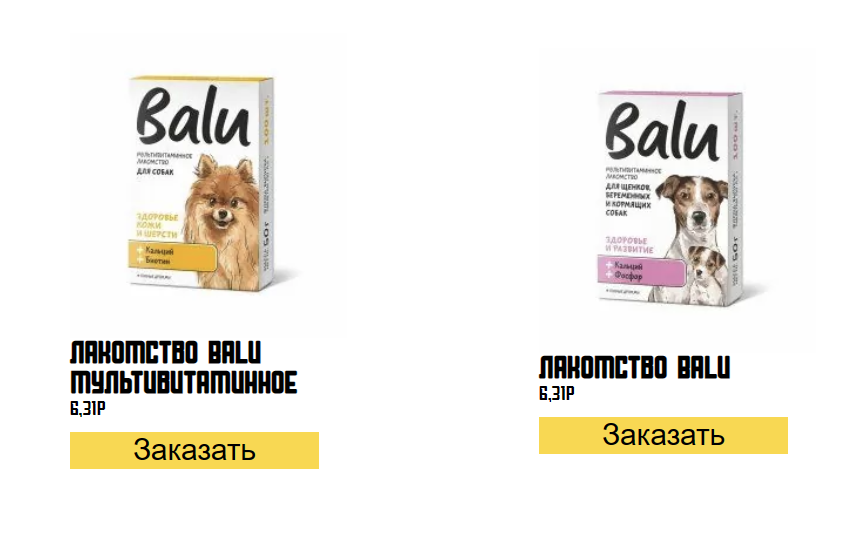 Balu
МУЛЬТИВИТАМИННОЕ
ЛАКОМСТВО
ДЛЯ СОБАК
ЗДОРОВЬЕ
КОЖИ
И ШЕРСТИ
+ Кальций
+ Биотин
100 шт.
50 г
ЛАКОМСТВО BALU
МУЛЬТИВИТАМИННОЕ
6,31Р
Заказать
Balu
МУЛЬТИВИТАМИННОЕ
ЛАКОМСТВО
ДЛЯ ЩЕНКОВ,
БЕРЕМЕННЫХ
И КОРМЯЩИХ
СОБАК
ЗДОРОВЬЕ
И РАЗВИТИЕ
+ Кальций
+ Фосфор
100 шт.
50 г
ЛАКОМСТВО BALU
6,31Р
Заказать